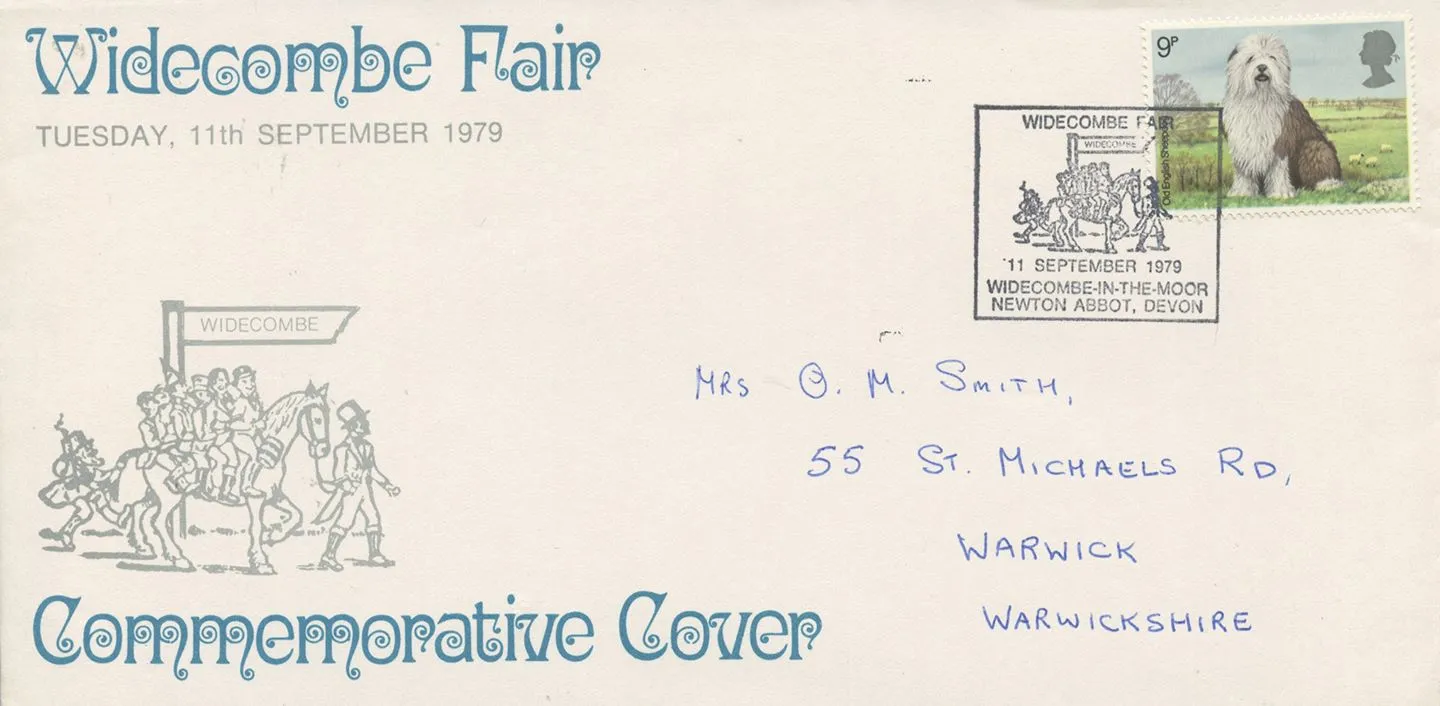 Widecombe Fair
TUESDAY, 11th SEPTEMBER 1979
9P
Old English Sheepdog
WIDECOMBE FAIR
WIDECOMBE
11 SEPTEMBER 1979
WIDECOMBE-IN-THE-MOOR
NEWTON ABBOT, DEVON
WIDECOMBE
MRS O. M. SMITH,
55 ST. MICHAELS RD,
WARWICK
WARWICKSHIRE
Commemorative Cover